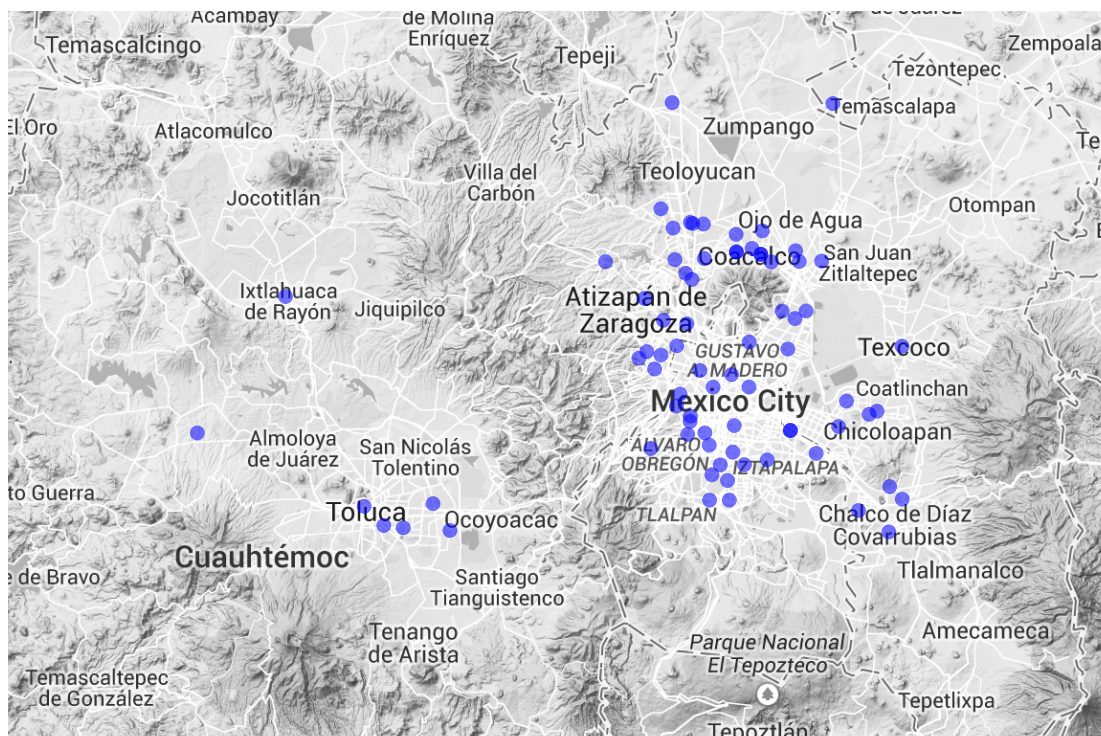 Acambay
de Molina
Enríquez
de Juárez
Temascalcingo
Tepeji
Zempoala
Tezontepec
El Oro
Atlacomulco
Temascalapa
Zumpango
Villa del
Carbón
Teoloyucan
Jocotitlán
Otompan
Ojo de Agua
Coacalco
San Juan
Zitlaltepec
Ixtlahuaca
de Rayón
Jiquipilco
Atizapán de
Zaragoza
GUSTAVO
A. MADERO
Texcoco
Coatlinchan
Mexico City
Chicoloapan
Almoloya
de Juárez
San Nicolás
Tolentino
ÁLVARO
OBREGÓN
IZTAPALAPA
to Guerra
Toluca
Ocoyoacac
TLALPAN
Chalco de Díaz
Covarrubias
Cuauhtémoc
e de Bravo
Santiago
Tianguistenco
Tlalmanalco
Tenango
de Arista
Parque Nacional
El Tepozteco
Amecameca
Temascaltepec
de González
Tepetlixpa
Tepoztlán